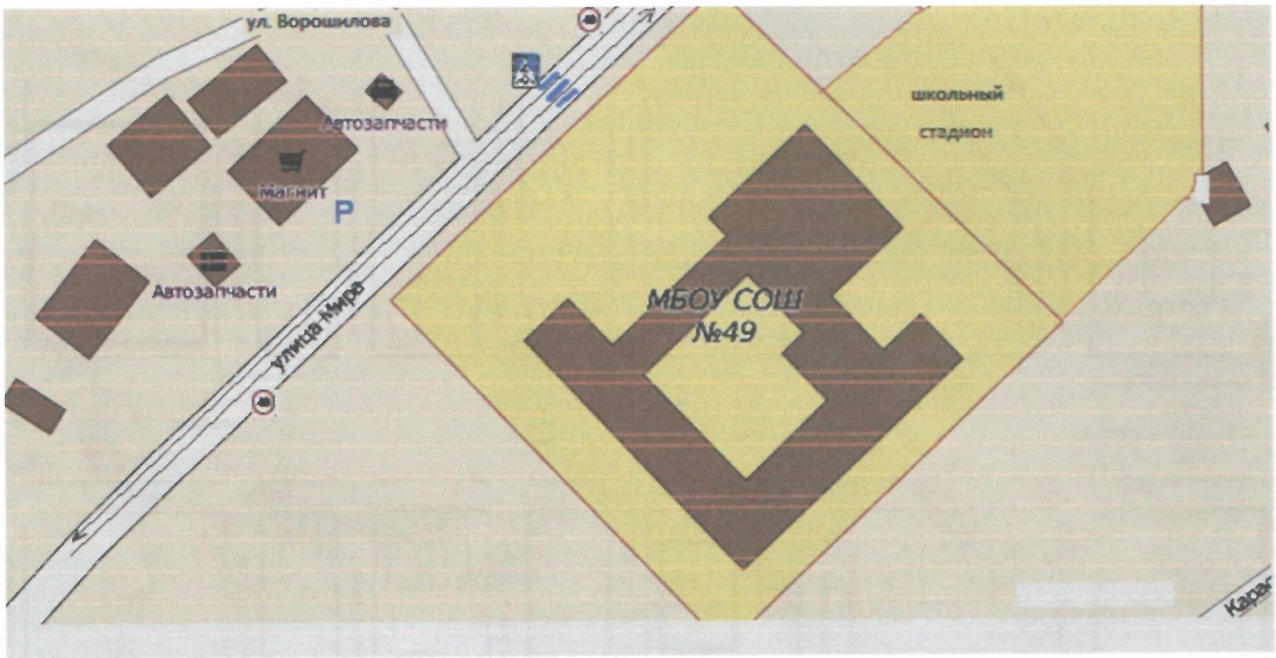 ул. Ворошилова
школьный
стадион
Автозапчасти
Магнит
P
Автозапчасти
МБОУ СОШ
№49
улица Мира